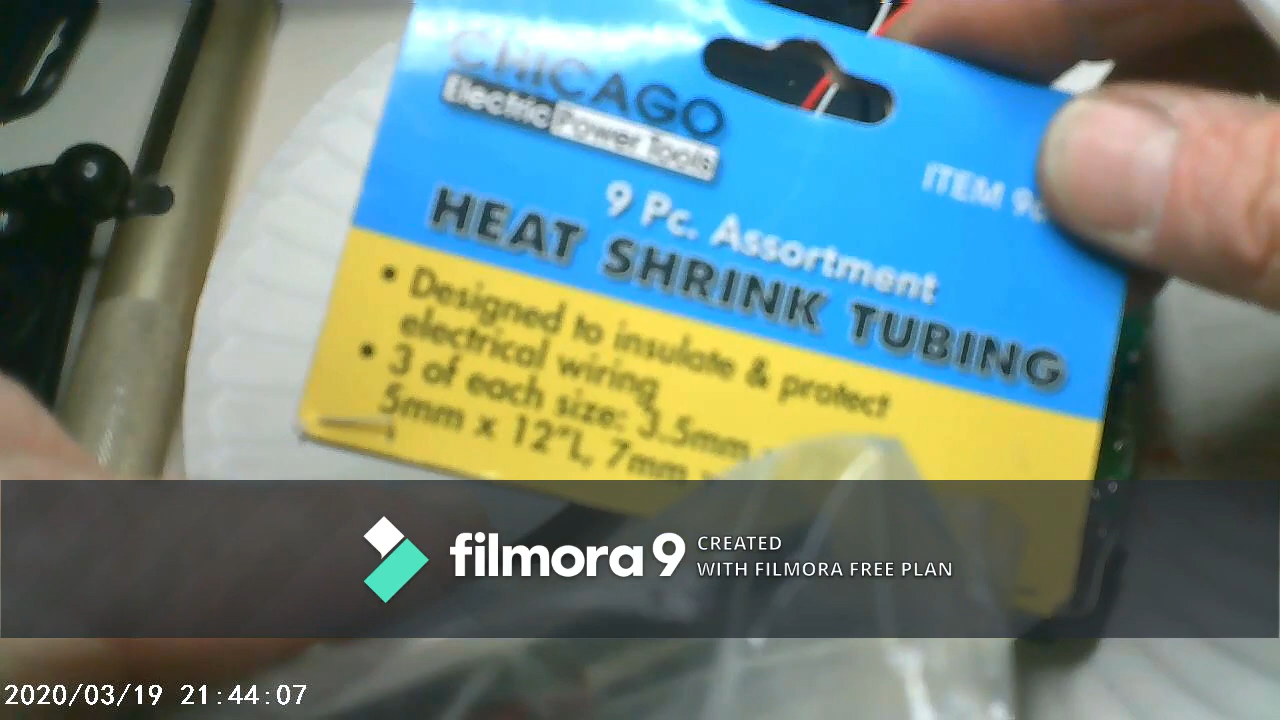 CHICAGO
Electric Power Tools
ITEM
9 Pc. Assortment
HEAT SHRINK TUBING
• Designed to insulate & protect
electrical wiring
• 3 of each size: 3.5mm
5mm x 12"L, 7mm
filmora9
CREATED
WITH FILMORA FREE PLAN
2020/03/19 21:44:07